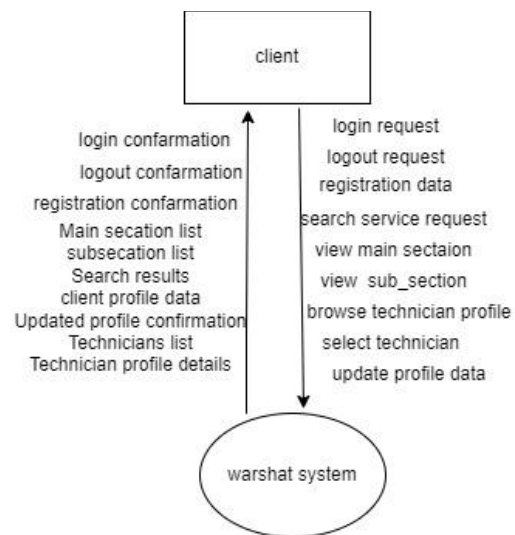 client
login confarmation
logout confarmation
registration confarmation
Main secation list
subsecation list
Search results
client profile data
Updated profile confirmation
Technicians list
Technician profile details
login request
logout request
registration data
search service request
view main sectaion
view sub_section
browse technician profile
select technician
update profile data
warshat system